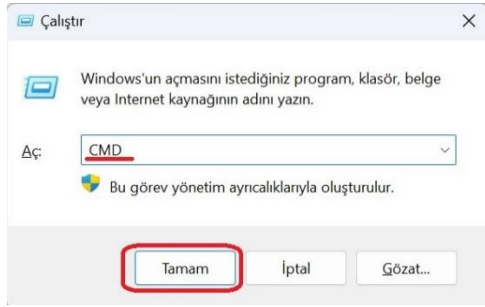 Çalıştır
Windows'un açmasını istediğiniz program, klasör, belge
veya Internet kaynağının adını yazın.
Aç: CMD
Bu görev yönetim ayrıcalıklarıyla oluşturulur.
Tamam İptal Gözat...